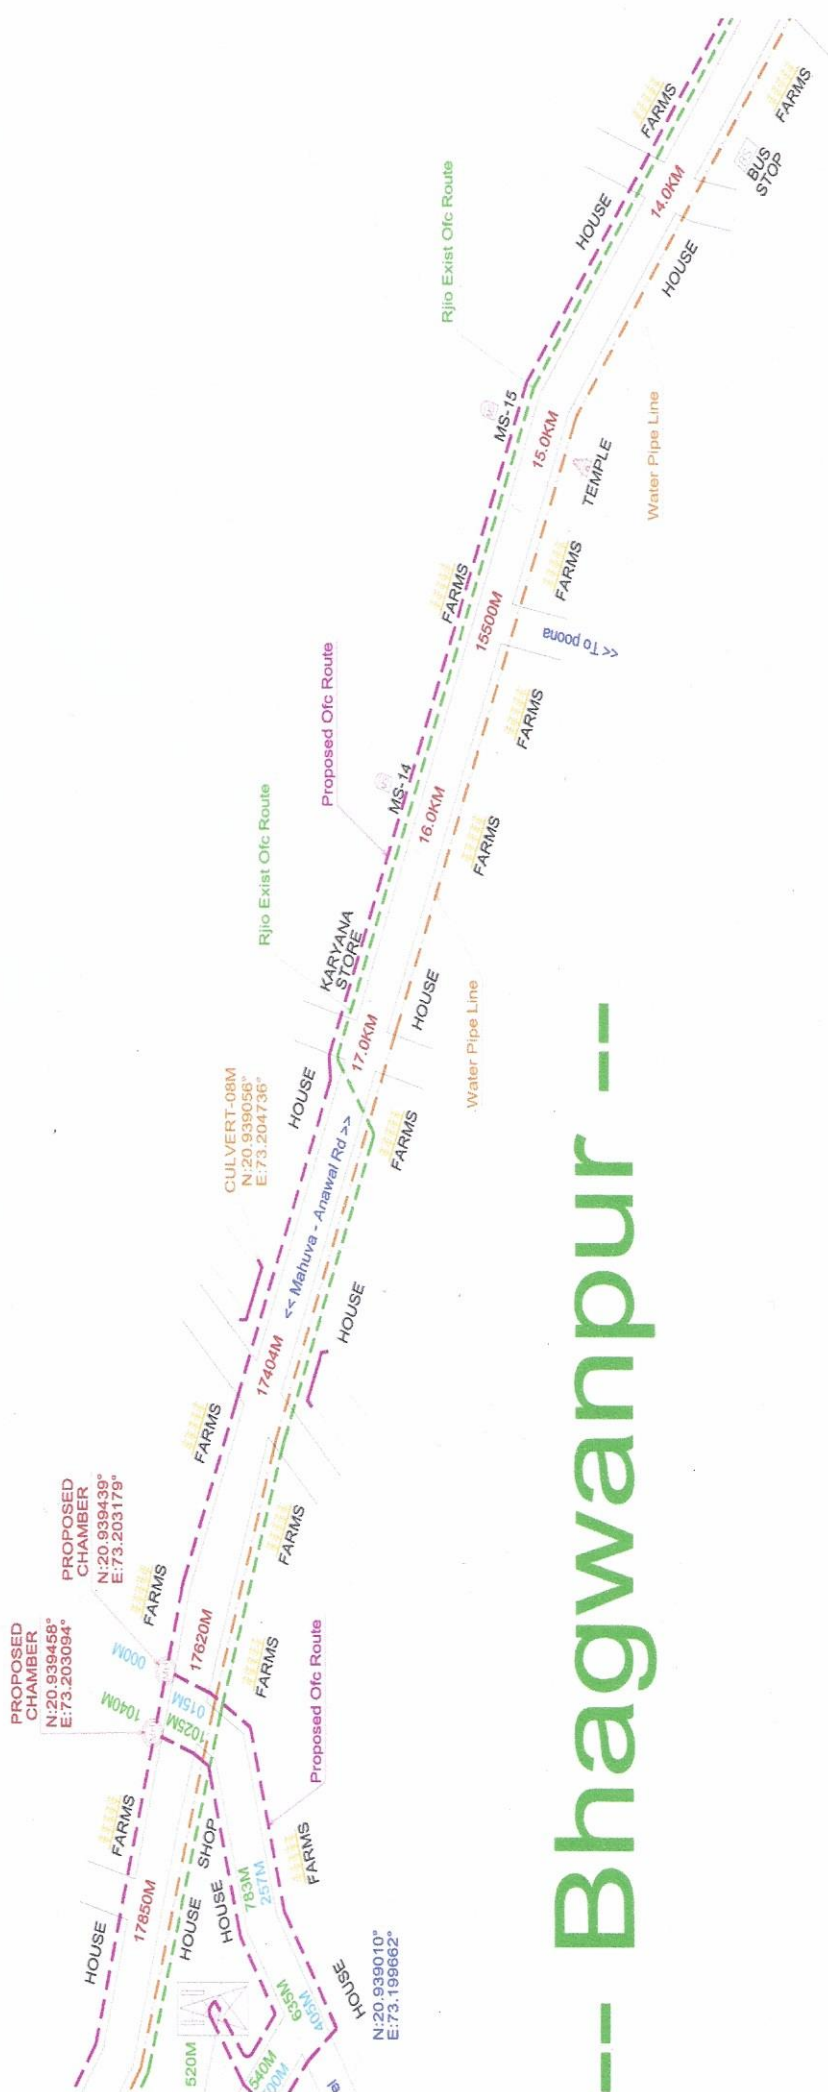 FARMS
FARMS
BUS
STOP
14.0KM
HOUSE
HOUSE
Rjio Exist Ofc Route
MS-15
15.0KM
TEMPLE
Water Pipe Line
FARMS
FARMS
15500M
<< To poona
Proposed Ofc Route
FARMS
MS-14
16.0KM
FARMS
Rjio Exist Ofc Route
KARYANA
STORE
17.0KM
HOUSE
Water Pipe Line
CULVERT-08M
N:20.939056°
E:73.204736°
HOUSE
FARMS
<< Mahuva - Anawal Rd >>
HOUSE
17404M
FARMS
PROPOSED
CHAMBER
N:20.939439°
E:73.203179°
FARMS
FARMS
PROPOSED
CHAMBER
N:20.939458°
E:73.203094°
000M
1040M
17620M
015M
1025M
FARMS
Proposed Ofc Route
FARMS
17850M
SHOP
HOUSE
HOUSE
HOUSE
783M
257M
FARMS
635M
405M
HOUSE
N:20.939010°
E:73.199662°
520M
540M
-- Bhagwanpur --